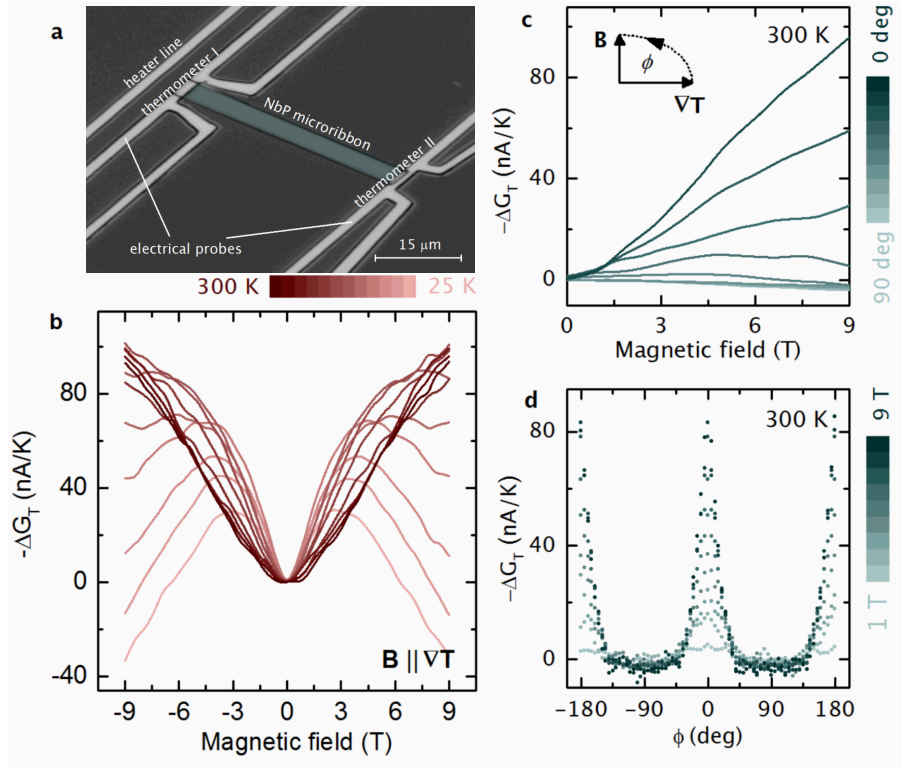 a
heater line
thermometer I
NbP microribbon
thermometer II
electrical probes
15 μm
300 K
25 K
b
80
40
0
-40
-9
-6
-3
0
3
6
9
-ΔG_T (nA/K)
Magnetic field (T)
B || ∇T
c
300 K
B
ϕ
∇T
80
40
0
0
3
6
9
−ΔG_T (nA/K)
Magnetic field (T)
0 deg
90 deg
d
300 K
80
40
0
−180
−90
0
90
180
−ΔG_T (nA/K)
ϕ (deg)
9 T
1 T